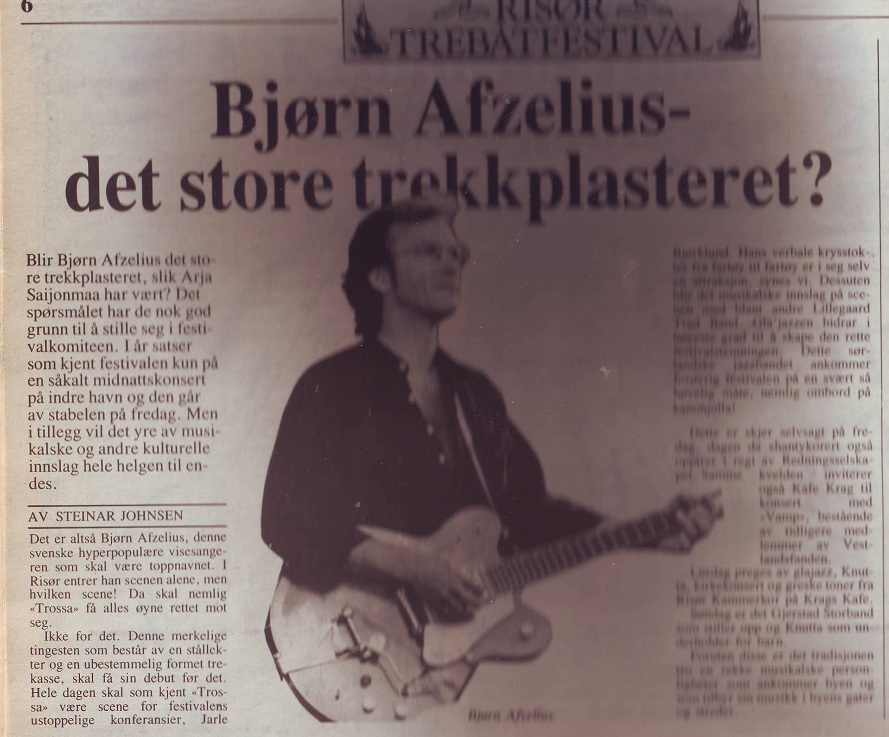 6
RISØR
TREBÅTFESTIVAL
Bjørn Afzelius-
det store trekkplasteret?
Blir Bjørn Afzelius det sto-
re trekkplasteret, slik Arja
Saijonmaa har vært? Det
spørsmålet har de nok god
grunn til å stille seg i festi-
valkomiteen. I år satser
som kjent festivalen kun på
en såkalt midnattskonsert
på indre havn og den går
av stabelen på fredag. Men
i tillegg vil det yre av musi-
kalske og andre kulturelle
innslag hele helgen til en-
des.
AV STEINAR JOHNSEN
Det er altså Bjørn Afzelius, denne
svenske hyperpopulære visesange-
ren som skal være toppnavnet. I
Risør entrer han scenen alene, men
hvilken scene! Da skal nemlig
«Trossa» få alles øyne rettet mot
seg.
Ikke for det. Denne merkelige
tingesten som består av en stållek-
ter og en ubestemmelig formet tre-
kasse, skal få sin debut før det.
Hele dagen skal som kjent «Tros-
sa» være scene for festivalens
ustoppelige konferansier, Jarle
Bjørklund. Hans verbale krysstok-
ter fra fartøy til fartøy er i seg selv
en attraksjon, synes vi. Dessuten
blir det musikalske innslag på sce-
nen med blant andre Lillegaard
Trad Band. Ola'jazzen bidrar i
høyeste grad til å skape den rette
festivalstemningen. Dette sør-
landske jazzbandet ankommer
forøvrig festivalen på en svært så
høvelig måte, nemlig ombord på
Dette er skjer selvsagt på fre-
dag, dagen da shantykoret også
opptrer i regi av Redningsselska-
pet. Samme kvelden inviterer
også Kafe Krag til
konsert med
«Vamp», bestående
av tidligere med-
lemmer av Vest-
landsfanden.
Lørdag preges av glajazz, Knut-
ta, kirkekonsert og greske toner fra
Risør Kammerkor på Krags Kafe.
Søndag er det Gjerstad Storband
som stiller opp og Knutta som un-
derholder for barn.
Foruten disse er det tradisjonen
tro en rekke musikalske person-
ligheter som ankommer byen og
som tilbyr sin musikk i byens gater
og streder.
Bjørn Afzelius.